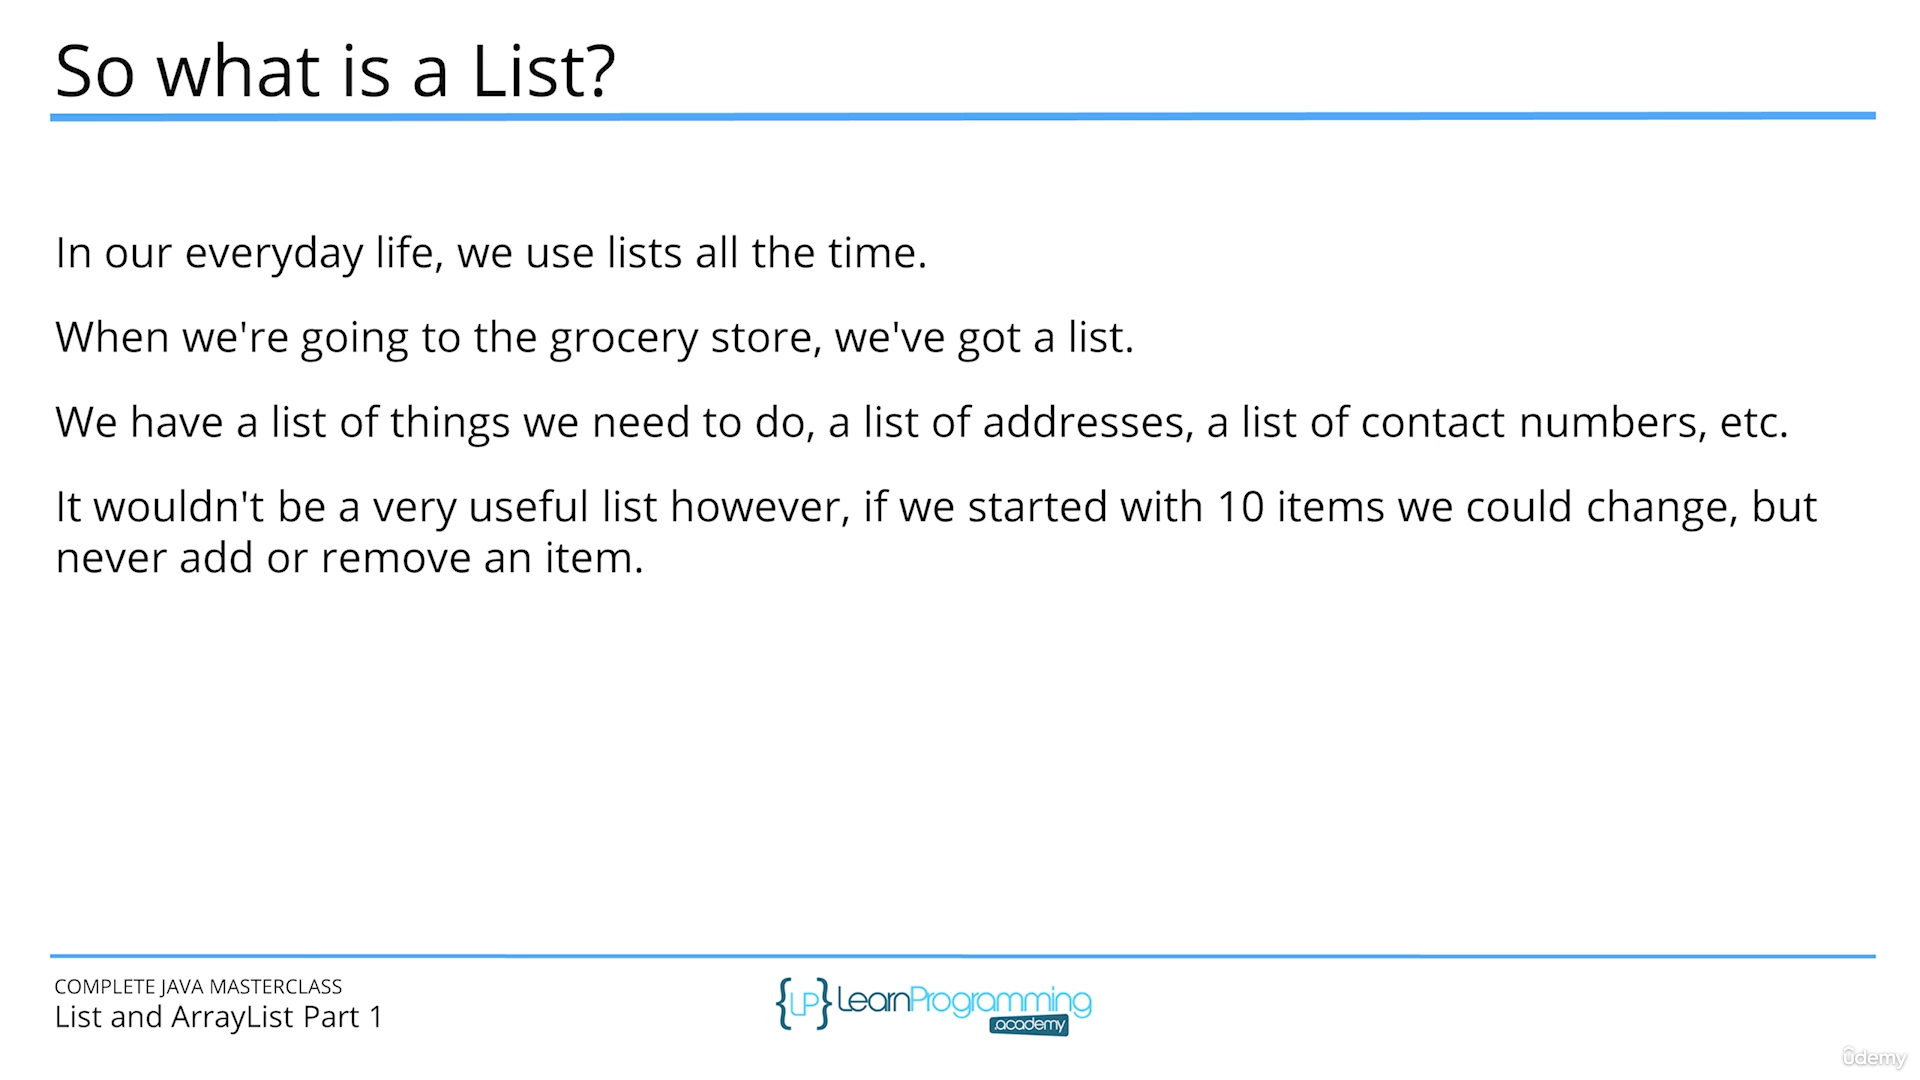 So what is a List?
In our everyday life, we use lists all the time.
When we're going to the grocery store, we've got a list.
We have a list of things we need to do, a list of addresses, a list of contact numbers, etc.
It wouldn't be a very useful list however, if we started with 10 items we could change, but
never add or remove an item.
COMPLETE JAVA MASTERCLASS
List and ArrayList Part 1
{LP} LearnProgramming
.academy
ûdemy